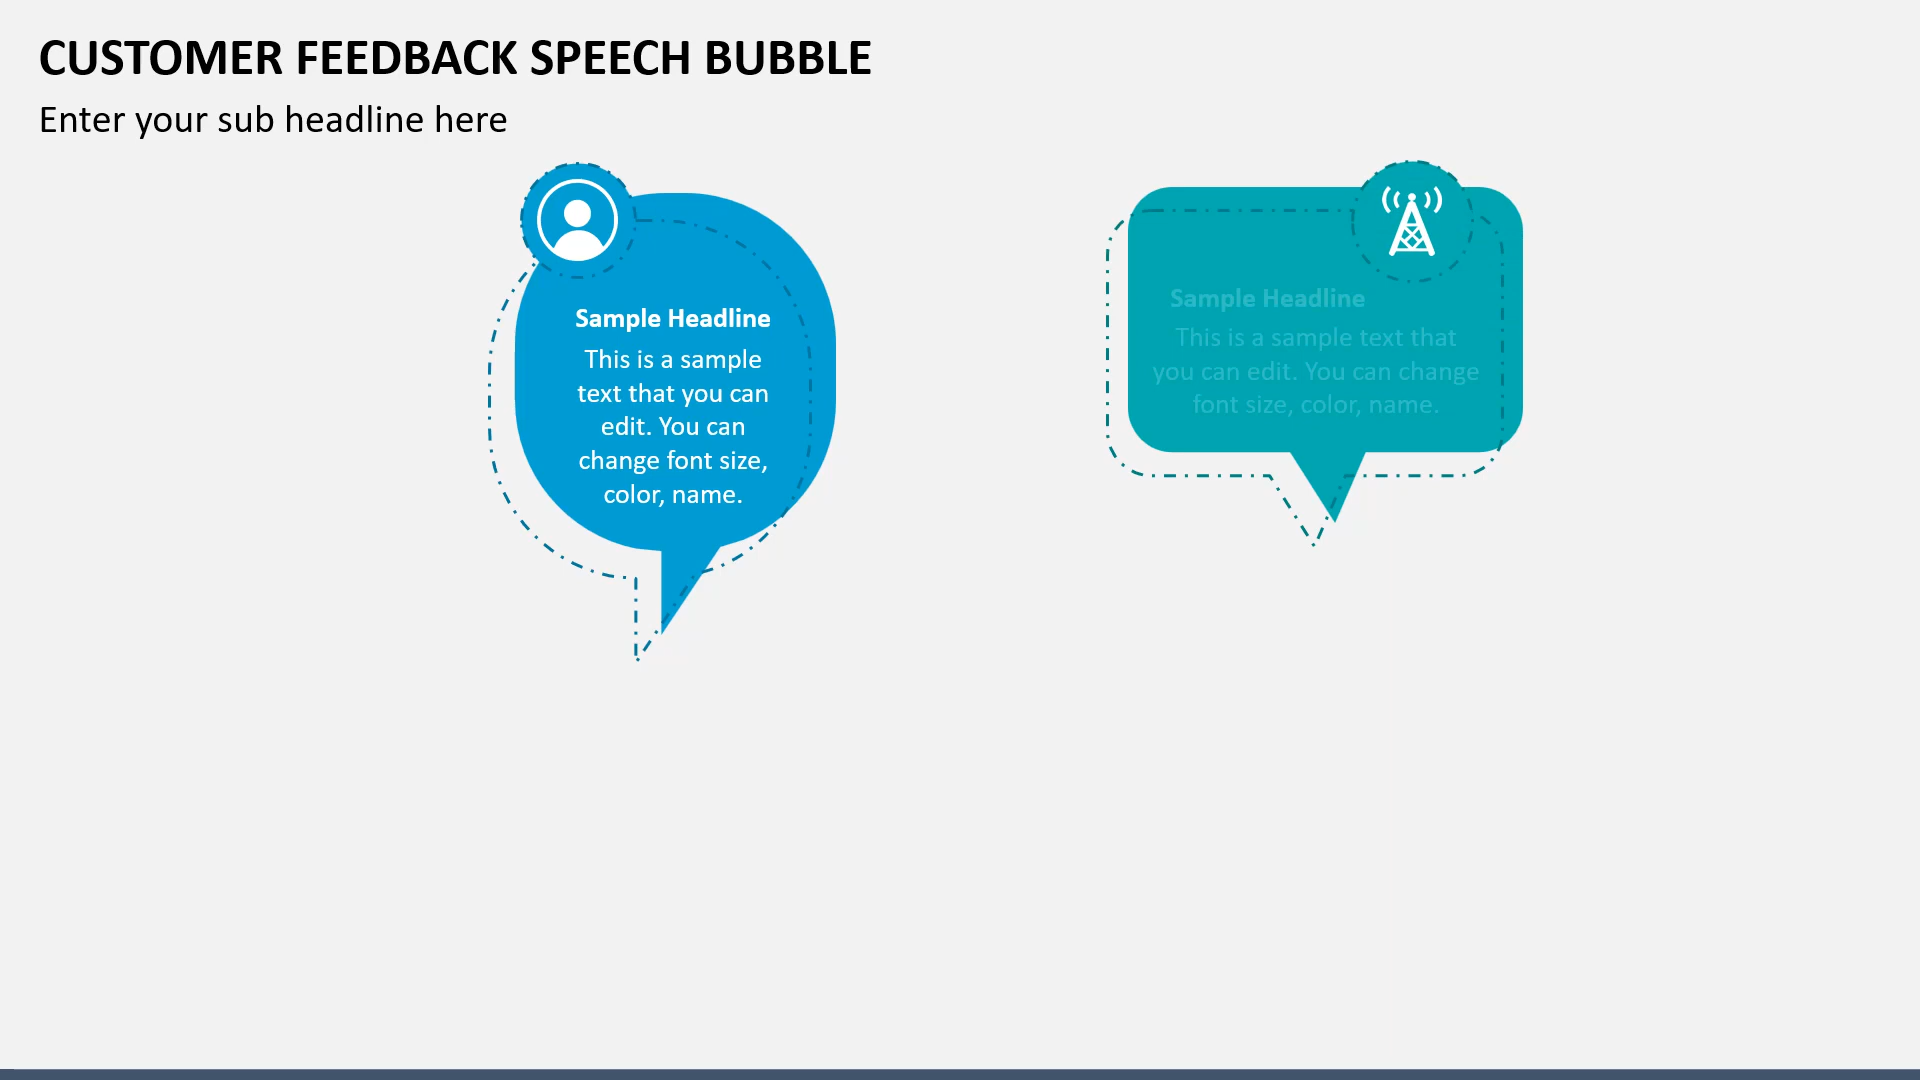 CUSTOMER FEEDBACK SPEECH BUBBLE
Enter your sub headline here
Sample Headline
This is a sample
text that you can
edit. You can
change font size,
color, name.
Sample Headline
This is a sample text that
you can edit. You can change
font size, color, name.